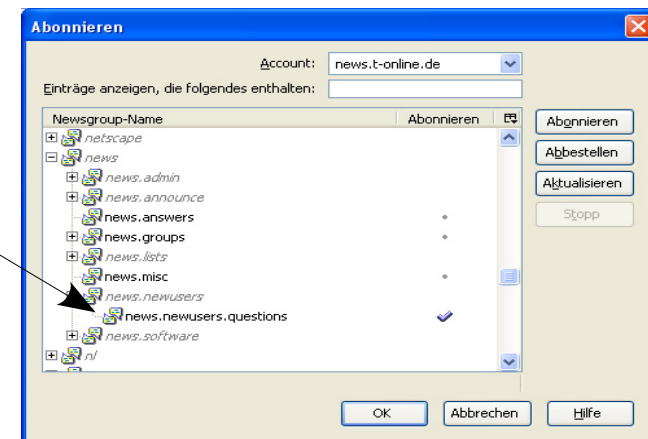 Abonnieren
Account: news.t-online.de
Einträge anzeigen, die folgendes enthalten:
Newsgroup-Name Abonnieren
netscape
news
news.admin
news.announce
news.answers
news.groups
news.lists
news.misc
news.newusers
news.newusers.questions
news.software
nl
Abonnieren
Abbestellen
Aktualisieren
Stopp
OK Abbrechen Hilfe